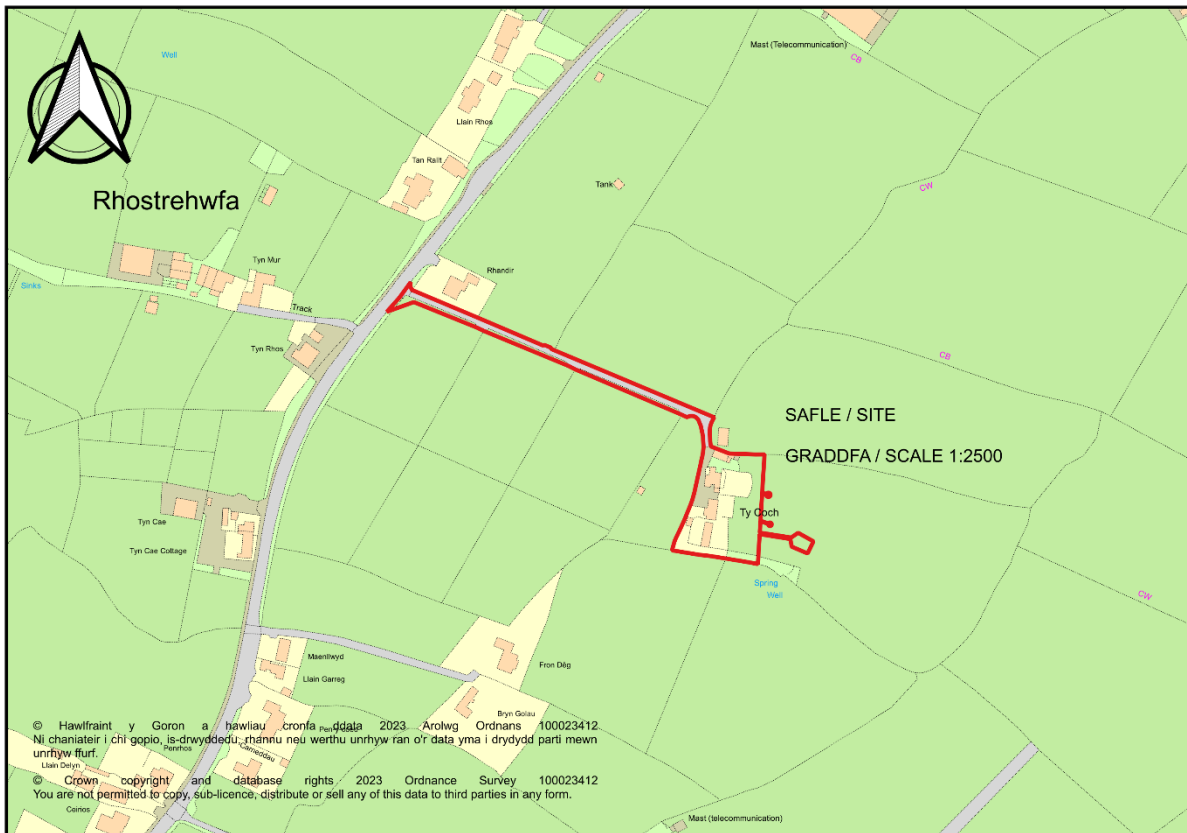 Mast (Telecommunication)
CB
Well
Llain Rhos
Tan Rallt
Tank
CW
Rhostrehwfa
Tyn Mur
Rhandir
Sinks
Track
Tyn Rhos
CB
SAFLE / SITE
GRADDFA / SCALE 1:2500
Tyn Cae
Ty Coch
Tyn Cae Cottage
Spring
Well
CW
Maenllwyd
Fron Dêg
Llain Garreg
Bryn Golau
© Hawlfraint y Goron a hawliau cronfa ddata 2023 Arolwg Ordnans 100023412
Ni chaniateir i chi gopïo, is-drwyddedu, rhannu neu werthu unrhyw ran o'r data yma i drydydd parti mewn
unrhyw ffurf.
Penrhos
Carneddau
Llain Delyn
© Crown copyright and database rights 2023 Ordnance Survey 100023412
You are not permitted to copy, sub-licence, distribute or sell any of this data to third parties in any form.
Ceirios
Mast (telecommunication)